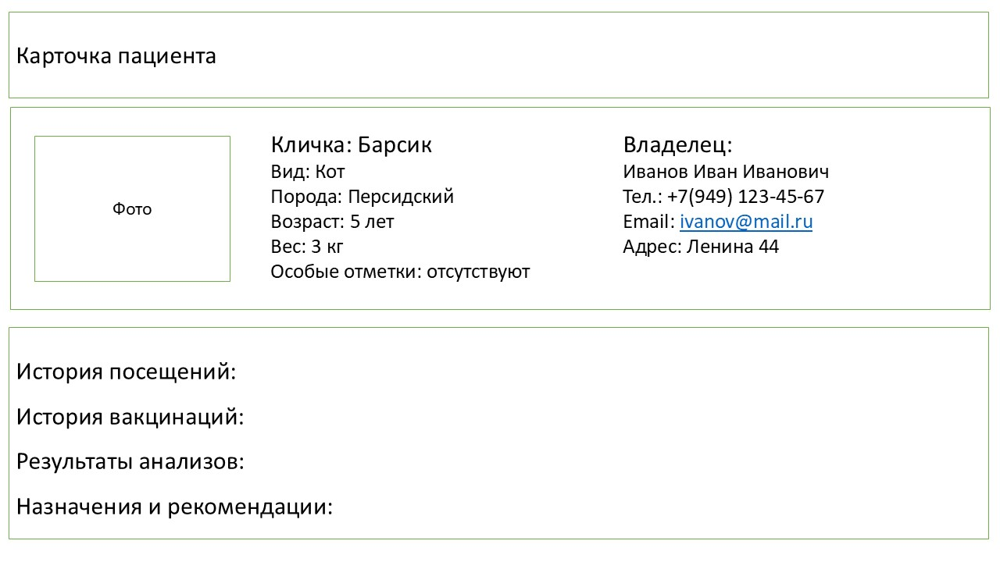 Карточка пациента
Фото
Кличка: Барсик
Вид: Кот
Порода: Персидский
Возраст: 5 лет
Вес: 3 кг
Особые отметки: отсутствуют
Владелец:
Иванов Иван Иванович
Тел.: +7(949) 123-45-67
Email: ivanov@mail.ru
Адрес: Ленина 44
История посещений:
История вакцинаций:
Результаты анализов:
Назначения и рекомендации: